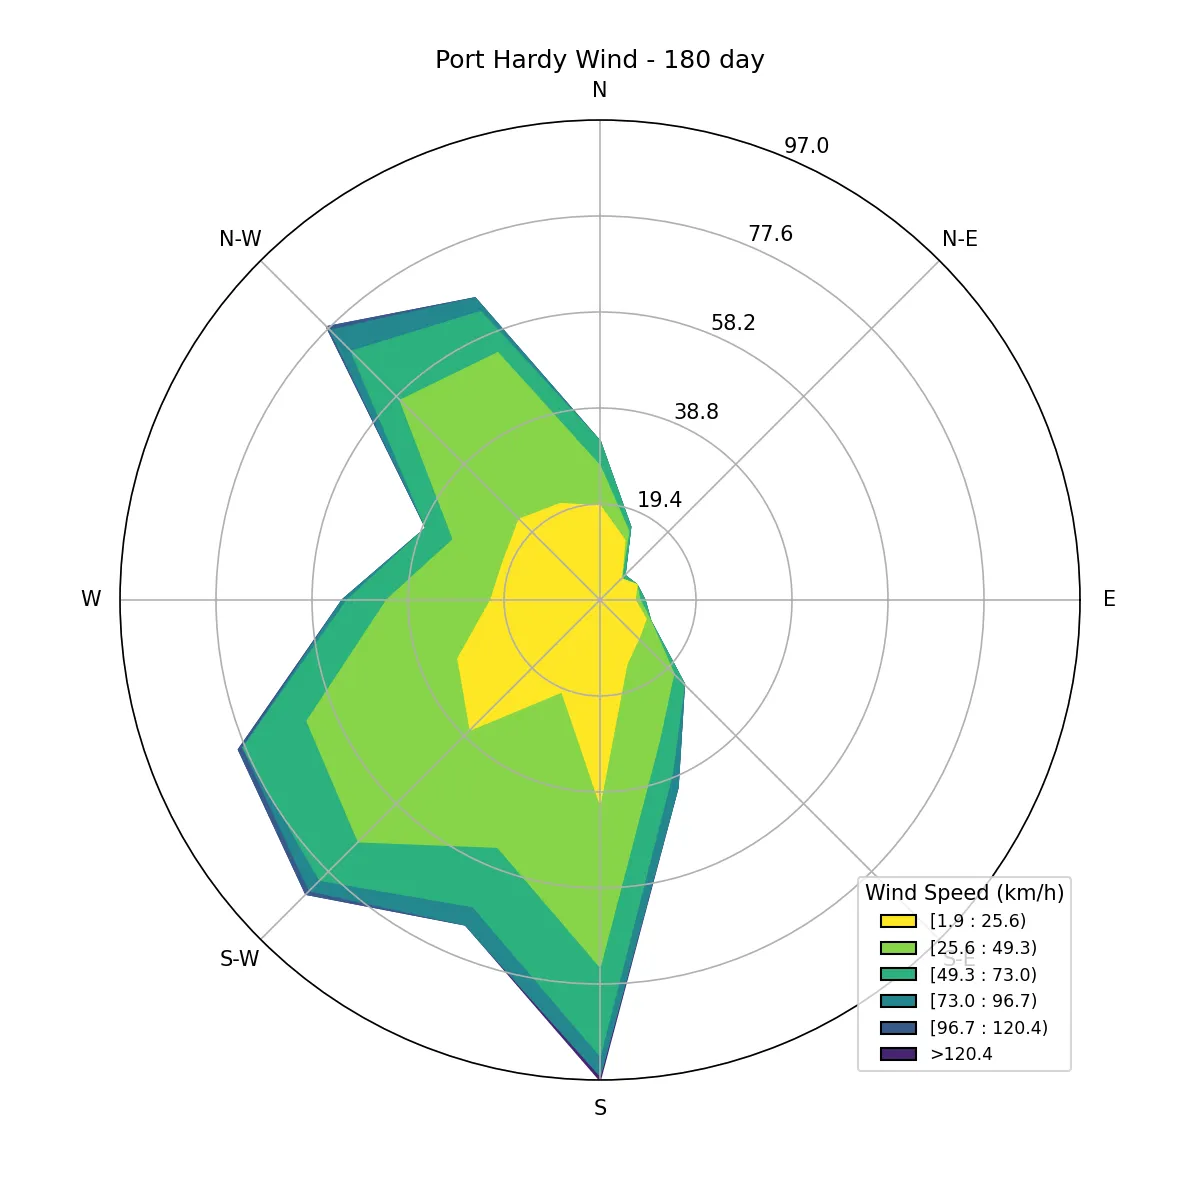 Port Hardy Wind - 180 day
N
97.0
77.6
N-W
N-E
58.2
38.8
19.4
W
E
Wind Speed (km/h)
[1.9 : 25.6)
[25.6 : 49.3)
S-W
S-E
[49.3 : 73.0)
[73.0 : 96.7)
[96.7 : 120.4)
>120.4
S